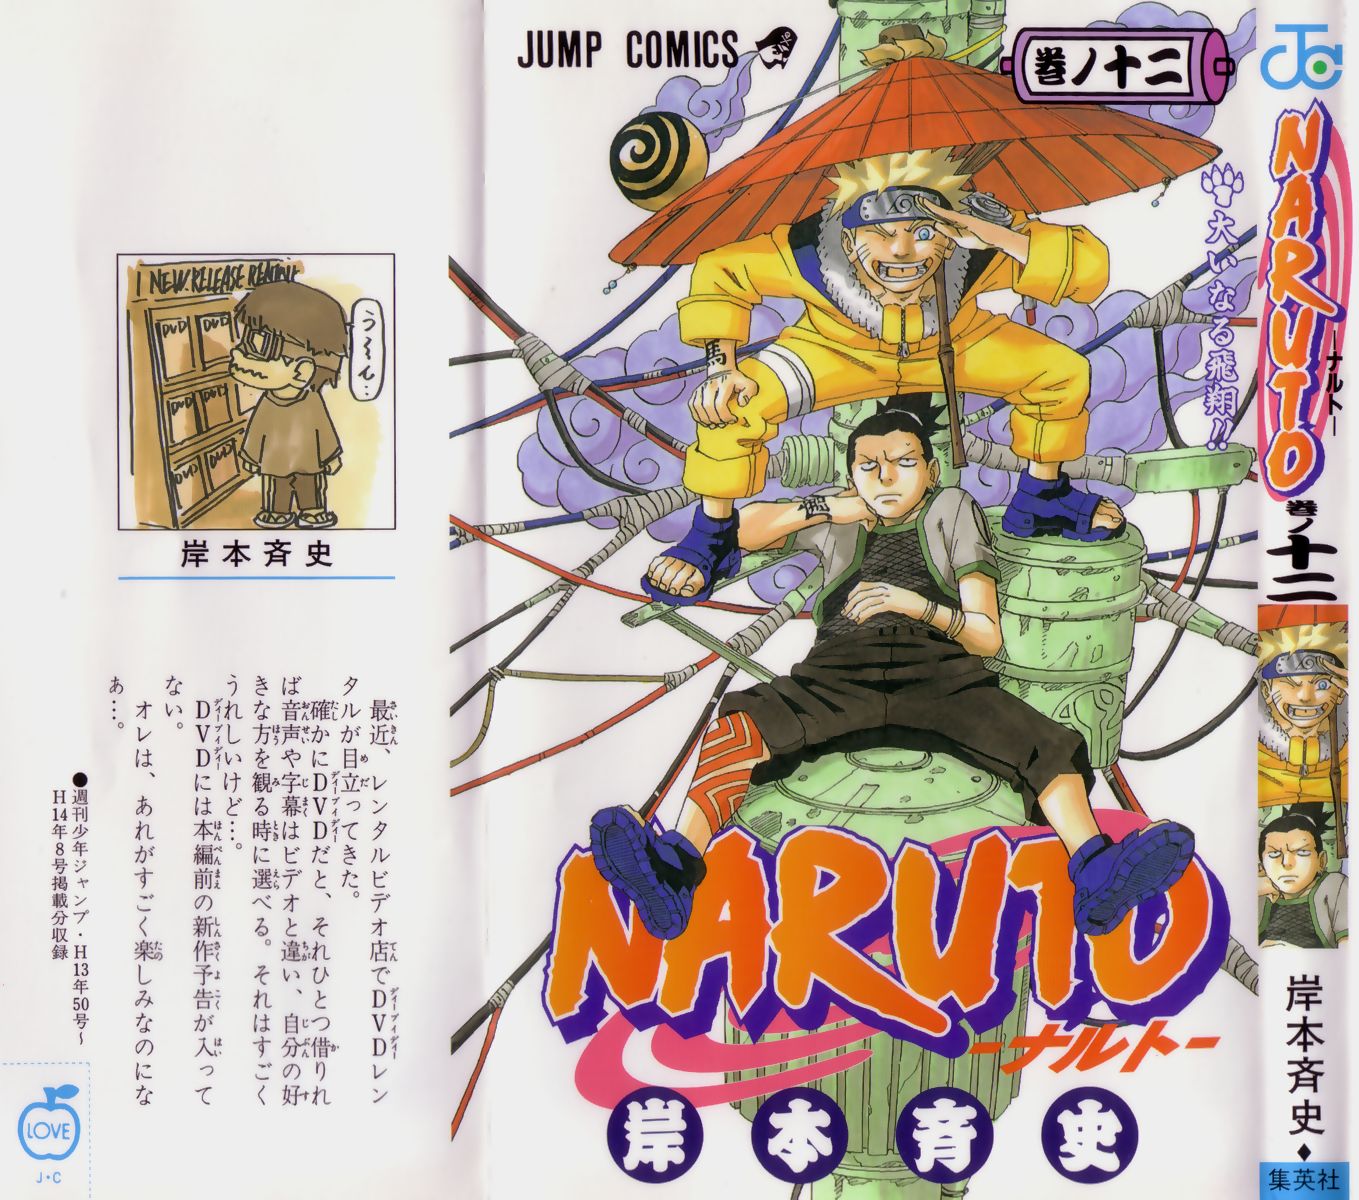 JUMP COMICS
巻ノ十二
大いなる飛翔!!
馬
鹿
NARUTO
−ナルト−
岸本斉史
NARUTO
−ナルト−
巻ノ十二
岸本斉史◆
集英社
1 NEW.RELEASE RENTAL
DVD
DVD
DVD
DVD
DVD
DVD
う〜ん‥
岸本斉史
最近、レンタルビデオ店でDVDレン
タルが目立ってきた。
確かにDVDだと、それひとつ借りれ
ば音声や字幕はビデオと違い、自分の好
きな方を観る時に選べる。それはすごく
うれしいけど…。
DVDには本編前の新作予告が入って
ない。
オレは、あれがすごく楽しみなのにな
ぁ…。
●週刊少年ジャンプ・H13年50号〜
H14年8号掲載分収録
LOVE
J・C